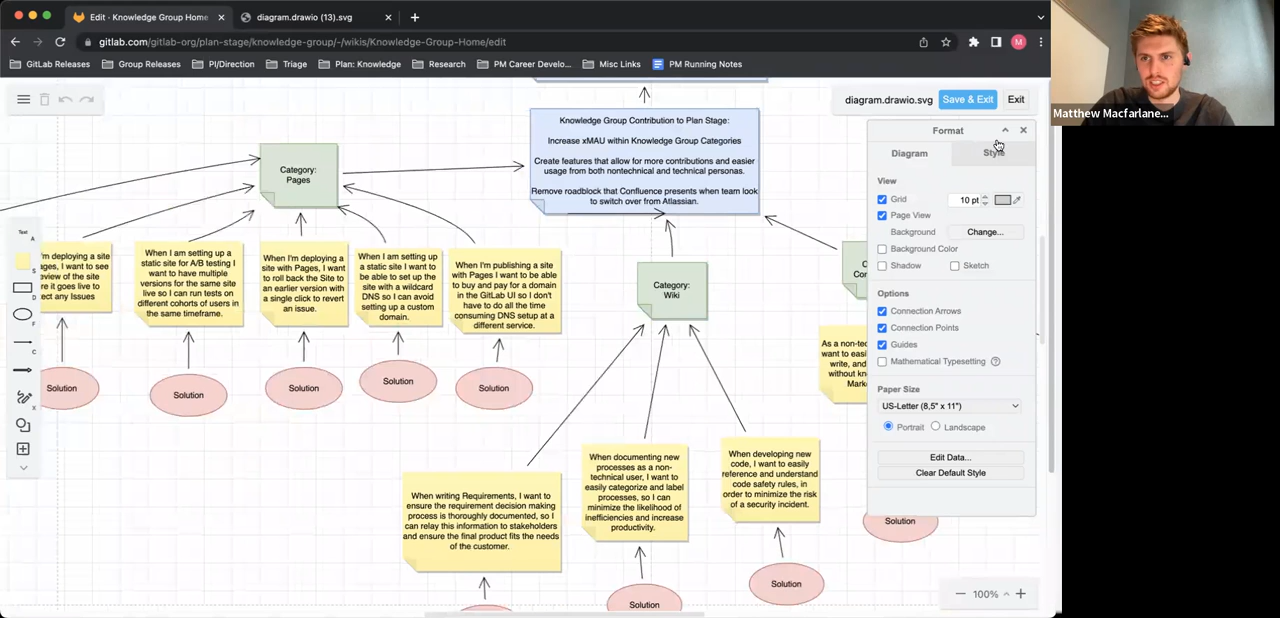 Edit · Knowledge Group Home
diagram.drawio (13).svg
gitlab.com/gitlab-org/plan-stage/knowledge-group/-/wikis/Knowledge-Group-Home/edit
M
GitLab Releases
Group Releases
PI/Direction
Triage
Plan: Knowledge
Research
PM Career Develo...
Misc Links
PM Running Notes
Matthew Macfarlane...
diagram.drawio.svg
Save & Exit
Exit
Knowledge Group Contribution to Plan Stage:
Increase xMAU within Knowledge Group Categories
Create features that allow for more contributions and easier
usage from both nontechnical and technical personas.
Remove roadblock that Confluence presents when team look
to switch over from Atlassian.
Category:
Pages
Text
A
S
D
F
C
X
I'm deploying a site
ages, I want to see
eview of the site
re it goes live to
ect any Issues
When I am setting up a
static site for A/B testing I
want to have multiple
versions for the same site
live so I can run tests on
different cohorts of users in
the same timeframe.
When I'm deploying a
site with Pages, I want
to roll back the Site to
an earlier version with
a single click to revert
an issue.
When I am setting up
a static site I want to
be able to set up the
site with a wildcard
DNS so I can avoid
setting up a custom
domain.
When I'm publishing a site
with Pages I want to be able
to buy and pay for a domain
in the GitLab UI so I don't
have to do all the time
consuming DNS setup at a
different service.
Category:
Wiki
C
Con
As a non-tec
want to easi
write, and
without kn
Mark
Solution
Solution
Solution
Solution
Solution
When writing Requirements, I want to
ensure the requirement decision making
process is thoroughly documented, so I
can relay this information to stakeholders
and ensure the final product fits the needs
of the customer.
When documenting new
processes as a non-
technical user, I want to
easily categorize and label
processes, so I can
minimize the likelihood of
inefficiencies and increase
productivity.
When developing new
code, I want to easily
reference and understand
code safety rules, in
order to minimize the risk
of a security incident.
Solution
Solution
Solution
Format
Diagram
Style
View
Grid
10 pt
Page View
Background
Change...
Background Color
Shadow
Sketch
Options
Connection Arrows
Connection Points
Guides
Mathematical Typesetting
Paper Size
US-Letter (8,5" x 11")
Portrait
Landscape
Edit Data...
Clear Default Style
100%